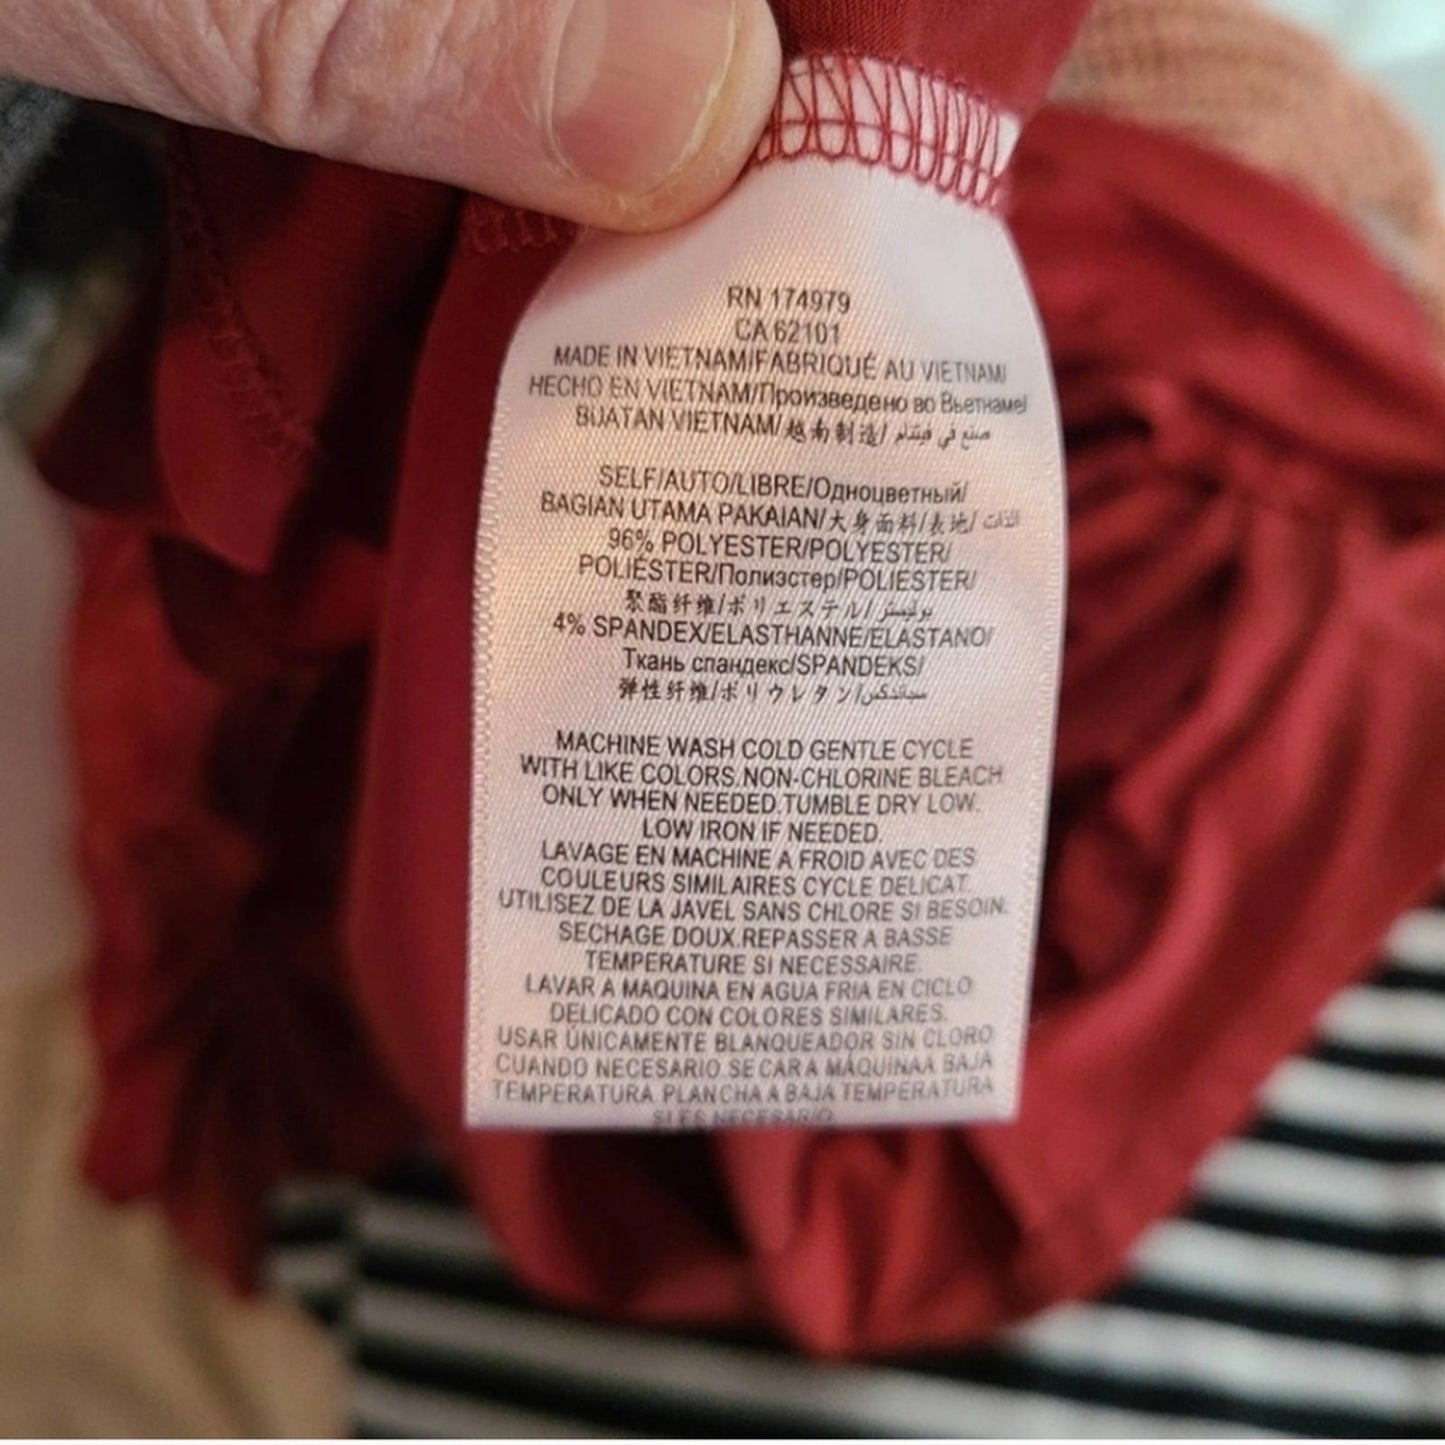 RN 174979
CA 62101
MADE IN VIETNAM/FABRIQUÉ AU VIETNAM/
HECHO EN VIETNAM/Произведено во Вьетнаме/
BUATAN VIETNAM/越南制造/ صنع في فيتنام
SELF/AUTO/LIBRE/Одноцветный/
BAGIAN UTAMA PAKAIAN/大身面料/表地/ الذات
96% POLYESTER/POLYESTER/
POLIÉSTER/Полиэстер/POLIESTER/
聚酯纤维/ポリエステル/ بوليستر
4% SPANDEX/ELASTHANNE/ELASTANO/
Ткань спандекс/SPANDEKS/
弹性纤维/ポリウレタン/سباندكس
MACHINE WASH COLD GENTLE CYCLE
WITH LIKE COLORS.NON-CHLORINE BLEACH
ONLY WHEN NEEDED.TUMBLE DRY LOW.
LOW IRON IF NEEDED.
LAVAGE EN MACHINE A FROID AVEC DES
COULEURS SIMILAIRES CYCLE DELICAT.
UTILISEZ DE LA JAVEL SANS CHLORE SI BESOIN.
SECHAGE DOUX.REPASSER A BASSE
TEMPERATURE SI NECESSAIRE.
LAVAR A MAQUINA EN AGUA FRIA EN CICLO
DELICADO CON COLORES SIMILARES.
USAR ÚNICAMENTE BLANQUEADOR SIN CLORO
CUANDO NECESARIO.SECAR A MÁQUINAA BAJA
TEMPERATURA. PLANCHA A BAJA TEMPERATURA
SI ES NECESARIO.